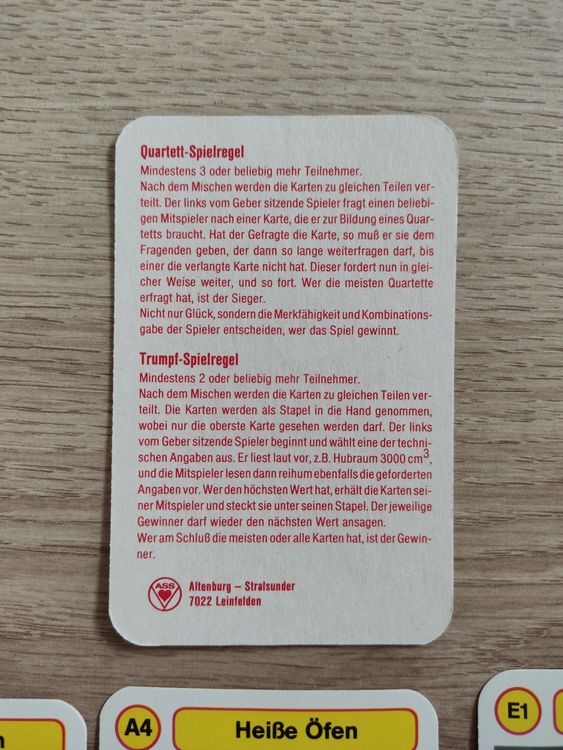 Quartett-Spielregel
Mindestens 3 oder beliebig mehr Teilnehmer.
Nach dem Mischen werden die Karten zu gleichen Teilen ver-
teilt. Der links vom Geber sitzende Spieler fragt einen beliebi-
gen Mitspieler nach einer Karte, die er zur Bildung eines Quar-
tetts braucht. Hat der Gefragte die Karte, so muß er sie dem
Fragenden geben, der dann so lange weiterfragen darf, bis
einer die verlangte Karte nicht hat. Dieser fordert nun in glei-
cher Weise weiter, und so fort. Wer die meisten Quartette
erfragt hat, ist der Sieger.
Nicht nur Glück, sondern die Merkfähigkeit und Kombinations-
gabe der Spieler entscheiden, wer das Spiel gewinnt.
Trumpf-Spielregel
Mindestens 2 oder beliebig mehr Teilnehmer.
Nach dem Mischen werden die Karten zu gleichen Teilen ver-
teilt. Die Karten werden als Stapel in die Hand genommen,
wobei nur die oberste Karte gesehen werden darf. Der links
vom Geber sitzende Spieler beginnt und wählt eine der techni-
schen Angaben aus. Er liest laut vor, z.B. Hubraum 3000 cm³,
und die Mitspieler lesen dann reihum ebenfalls die geforderten
Angaben vor. Wer den höchsten Wert hat, erhält die Karten sei-
ner Mitspieler und steckt sie unter seinen Stapel. Der jeweilige
Gewinner darf wieder den nächsten Wert ansagen.
Wer am Schluß die meisten oder alle Karten hat, ist der Gewin-
ner.
ASS
Altenburg – Stralsunder
7022 Leinfelden
A4
Heiße Öfen
E1